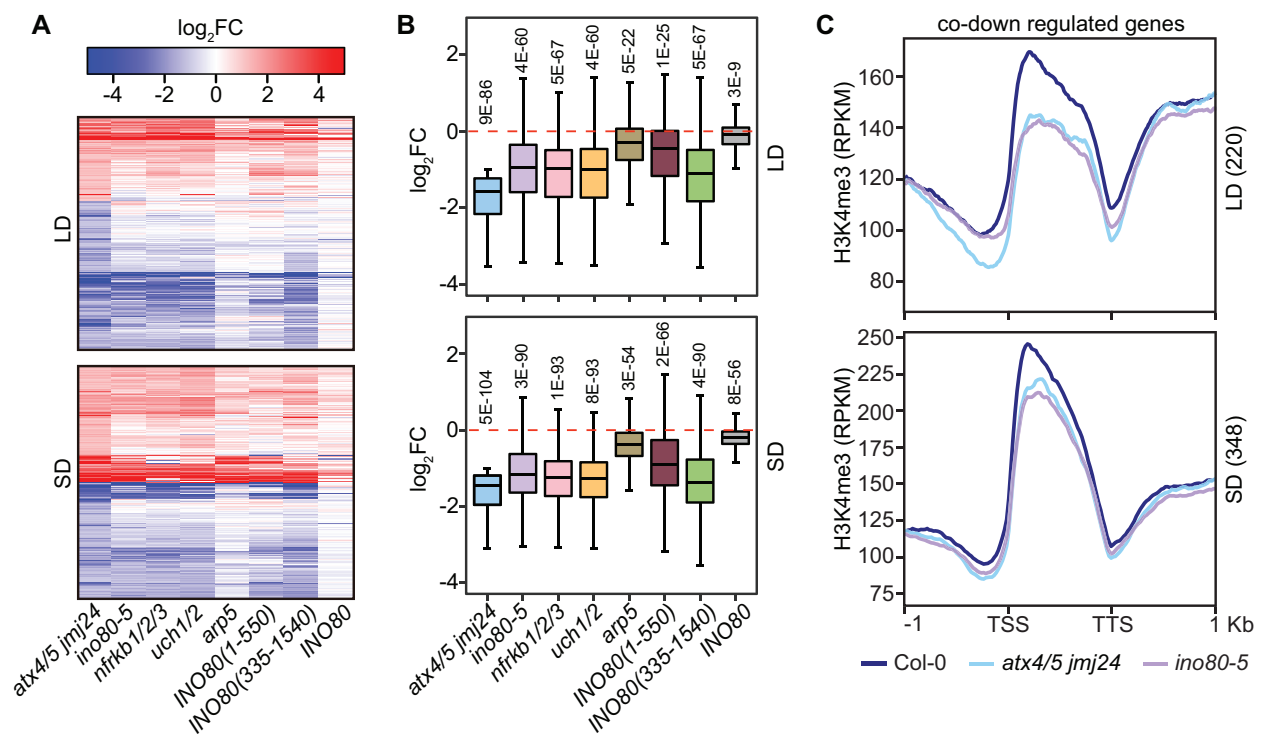 A
log₂FC
-4 -2 0 2 4
LD
SD
atx4/5 jmj24
ino80-5
nfrkb1/2/3
uch1/2
arp5
INO80(1-550)
INO80(335-1540)
INO80
B
log₂FC
2
0
-2
-4
9E-86
4E-60
5E-67
4E-60
5E-22
1E-25
5E-67
3E-9
LD
log₂FC
2
0
-2
-4
5E-104
3E-90
1E-93
8E-93
3E-54
2E-66
4E-90
8E-56
SD
atx4/5 jmj24
ino80-5
nfrkb1/2/3
uch1/2
arp5
INO80(1-550)
INO80(335-1540)
INO80
C
co-down regulated genes
H3K4me3 (RPKM)
160
140
120
100
80
LD (220)
H3K4me3 (RPKM)
250
225
200
175
150
125
100
75
SD (348)
-1 TSS TTS 1 Kb
Col-0 atx4/5 jmj24 ino80-5